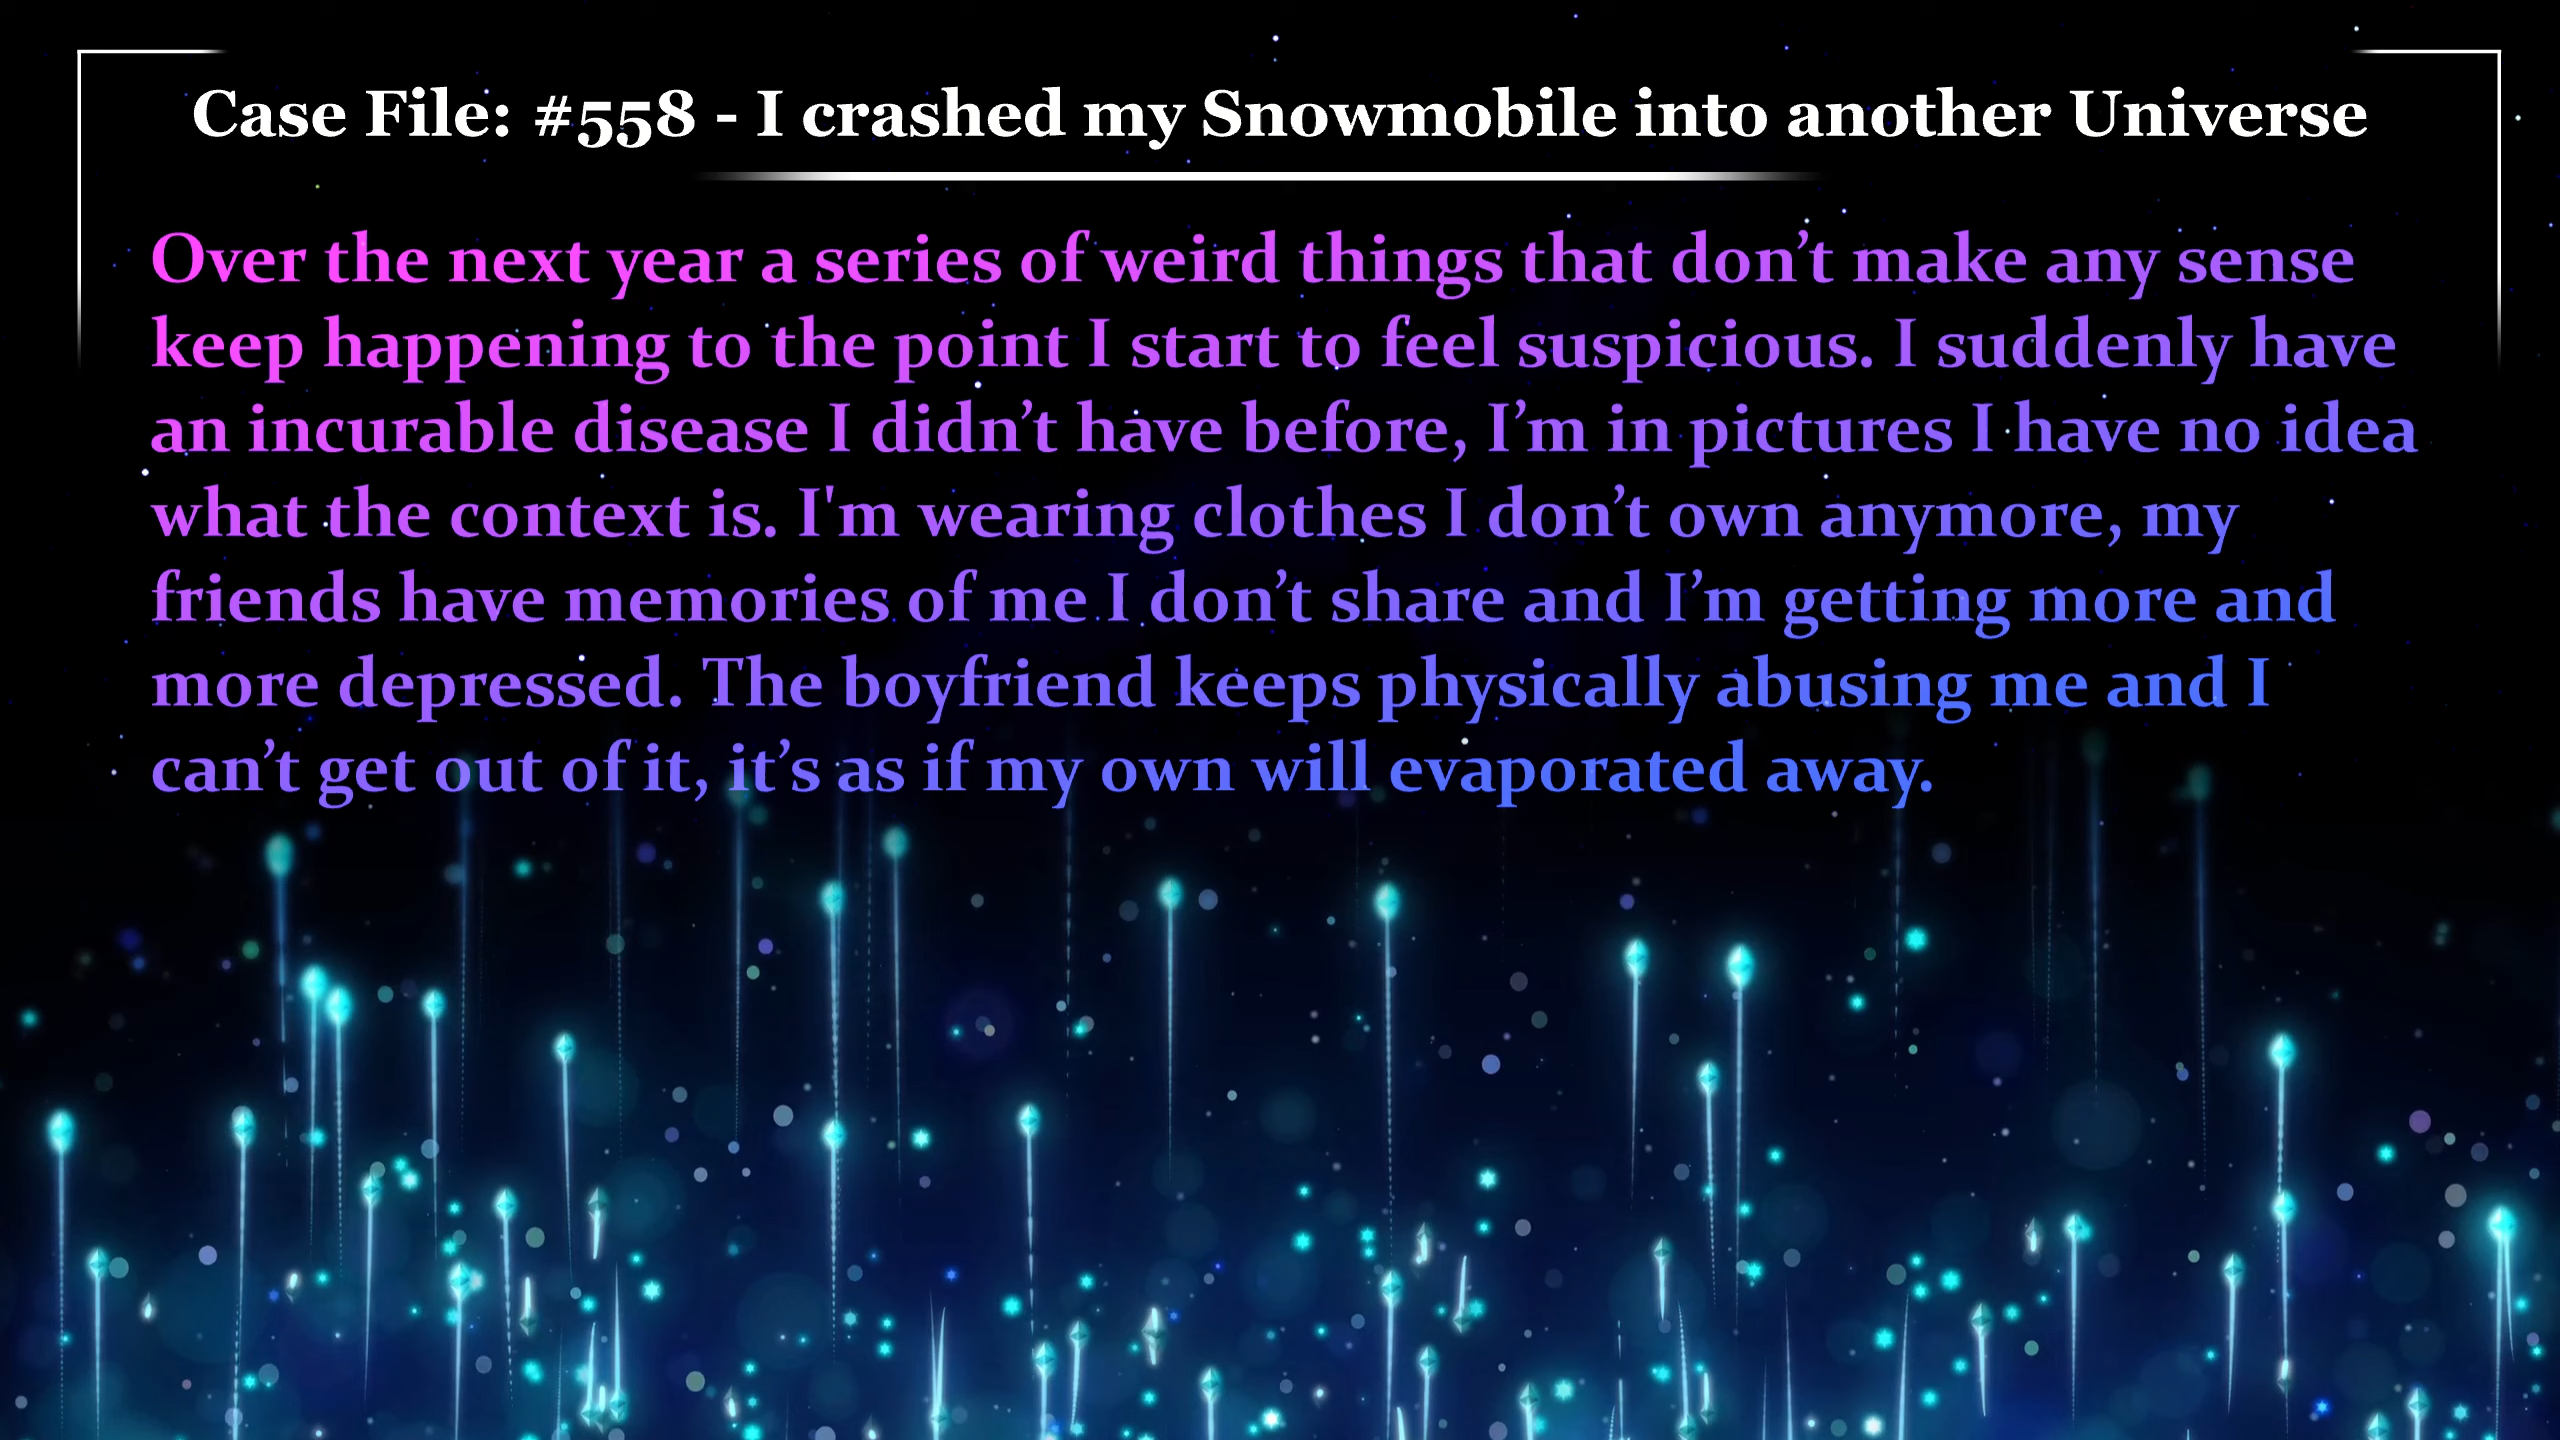 Case File: #558 - I crashed my Snowmobile into another Universe
Over the next year a series of weird things that don’t make any sense
keep happening to the point I start to feel suspicious. I suddenly have
an incurable disease I didn’t have before, I’m in pictures I have no idea
what the context is. I'm wearing clothes I don’t own anymore, my
friends have memories of me I don’t share and I’m getting more and
more depressed. The boyfriend keeps physically abusing me and I
can’t get out of it, it’s as if my own will evaporated away.